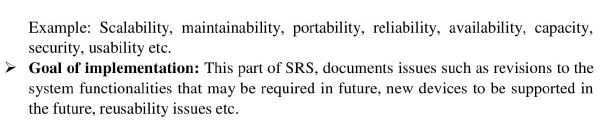 Example: Scalability, maintainability, portability, reliability, availability, capacity,
security, usability etc.
➢ Goal of implementation: This part of SRS, documents issues such as revisions to the
system functionalities that may be required in future, new devices to be supported in
the future, reusability issues etc.